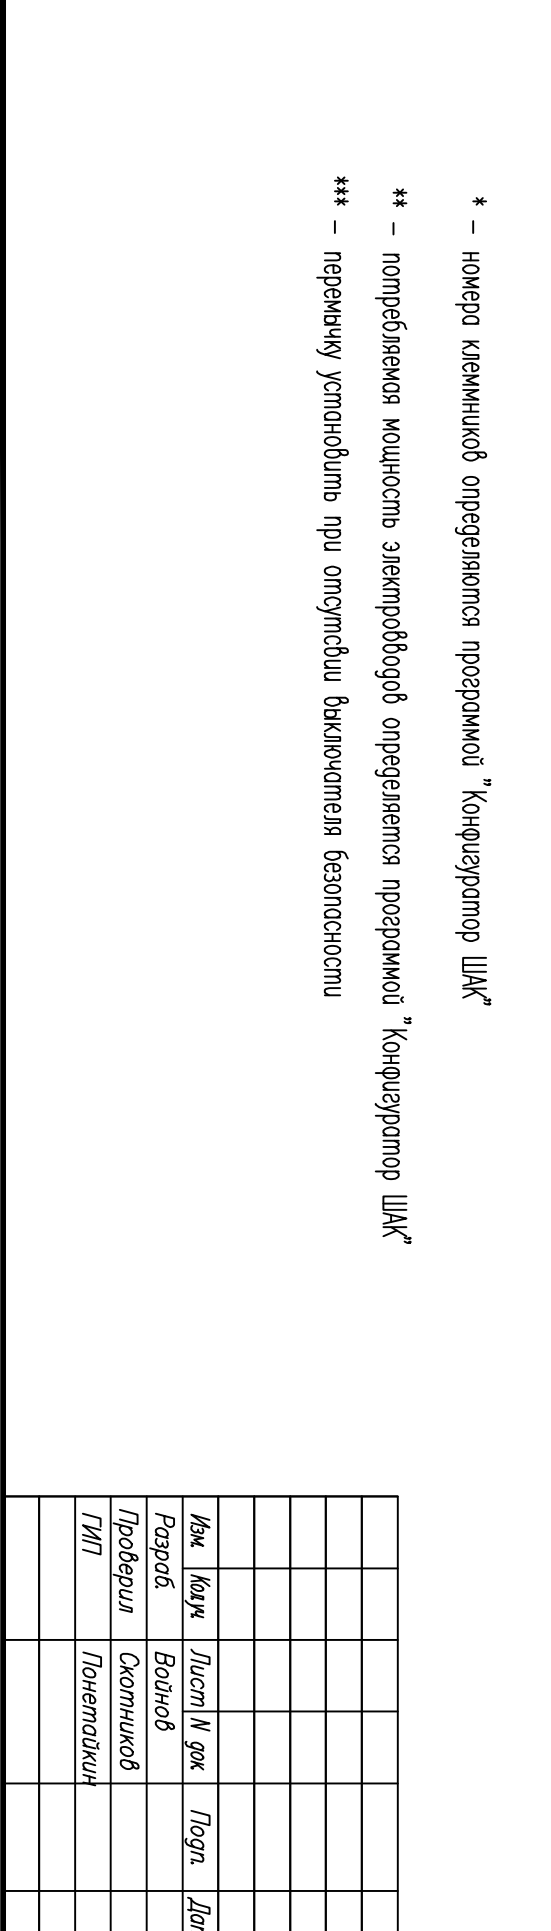 * – номера клеммников определяются программой "Конфигуратор ШАК"
** – потребляемая мощность электровводов определяется программой "Конфигуратор ШАК"
*** – перемычку установить при отсутсвии выключателя безопасности
Изм. Кол.уч. Лист N док Подп.
Разраб. Войнов
Проверил Скотников
ГИП Понетайкин